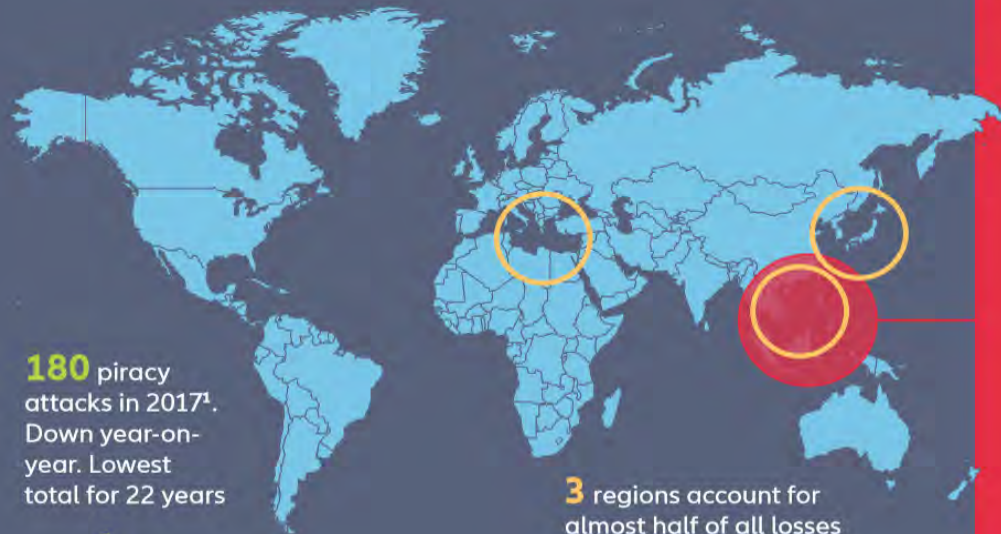 180 piracy
attacks in 2017¹.
Down year-on-
year. Lowest
total for 22 years
3 regions account for
almost half of all losses